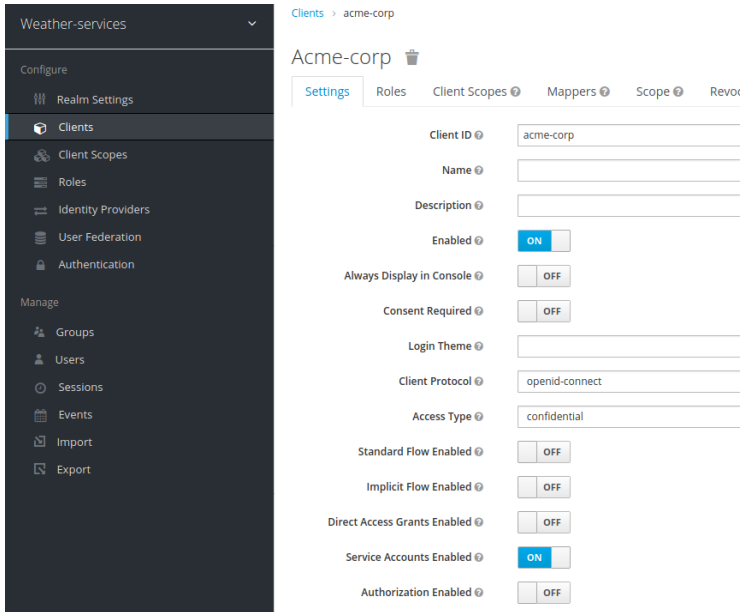 Weather-services
Configure
Realm Settings
Clients
Client Scopes
Roles
Identity Providers
User Federation
Authentication
Manage
Groups
Users
Sessions
Events
Import
Export
Clients > acme-corp
Acme-corp
Settings Roles Client Scopes Mappers Scope Revoc
Client ID acme-corp
Name
Description
Enabled ON
Always Display in Console OFF
Consent Required OFF
Login Theme
Client Protocol openid-connect
Access Type confidential
Standard Flow Enabled OFF
Implicit Flow Enabled OFF
Direct Access Grants Enabled OFF
Service Accounts Enabled ON
Authorization Enabled OFF